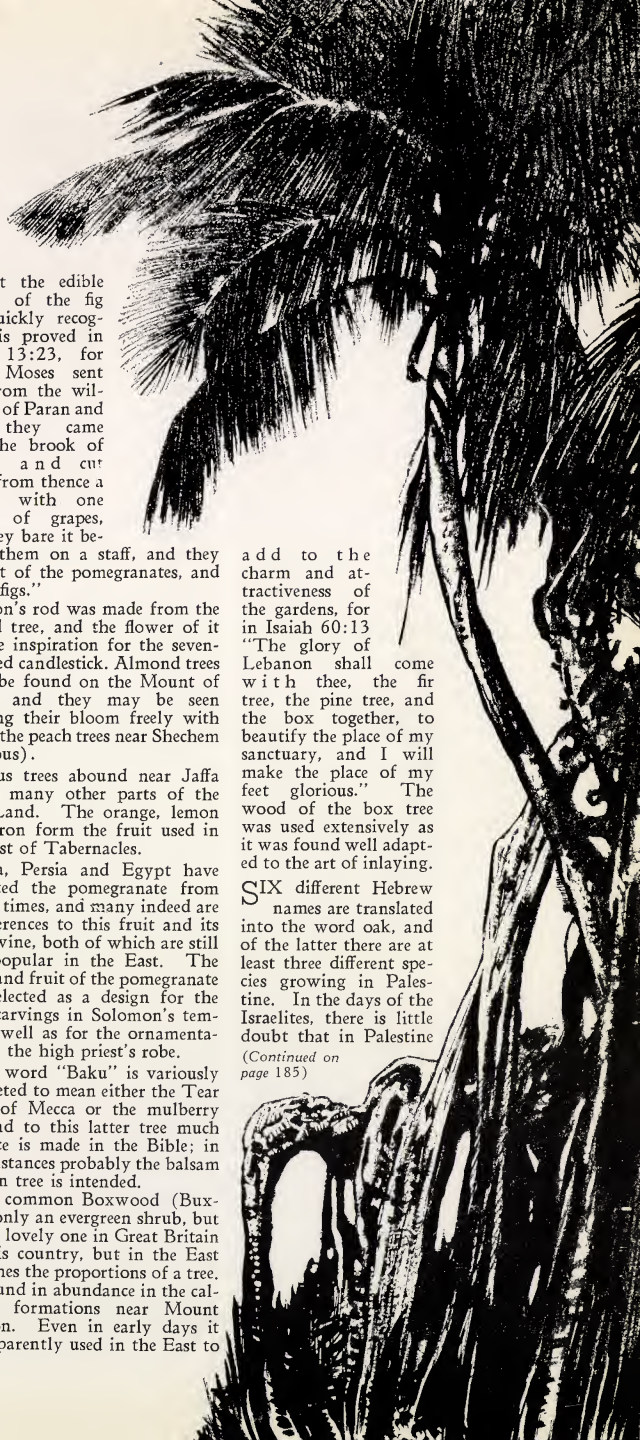 t the edible
of the fig
uickly recog-
is proved in
13:23, for
Moses sent
rom the wil-
of Paran and
they came
he brook of
and cut
from thence a
with one
of grapes,
ey bare it be-
them on a staff, and they
t of the pomegranates, and
figs."
on's rod was made from the
l tree, and the flower of it
e inspiration for the seven-
ed candlestick. Almond trees
be found on the Mount of
and they may be seen
ng their bloom freely with
the peach trees near Shechem
ous).
us trees abound near Jaffa
many other parts of the
Land. The orange, lemon
ron form the fruit used in
st of Tabernacles.
a, Persia and Egypt have
ted the pomegranate from
times, and many indeed are
erences to this fruit and its
wine, both of which are still
popular in the East. The
and fruit of the pomegranate
elected as a design for the
carvings in Solomon's tem-
well as for the ornamenta-
the high priest's robe.
word "Baku" is variously
eted to mean either the Tear
of Mecca or the mulberry
nd to this latter tree much
ce is made in the Bible; in
stances probably the balsam
n tree is intended.
common Boxwood (Bux-
only an evergreen shrub, but
lovely one in Great Britain
is country, but in the East
nes the proportions of a tree.
und in abundance in the cal-
formations near Mount
n. Even in early days it
parently used in the East to
add to the
charm and at-
tractiveness of
the gardens, for
in Isaiah 60:13
"The glory of
Lebanon shall come
with thee, the fir
tree, the pine tree, and
the box together, to
beautify the place of my
sanctuary, and I will
make the place of my
feet glorious." The
wood of the box tree
was used extensively as
it was found well adapt-
ed to the art of inlaying.
SIX different Hebrew
names are translated
into the word oak, and
of the latter there are at
least three different spe-
cies growing in Pales-
tine. In the days of the
Israelites, there is little
doubt that in Palestine
(Continued on
page 185)